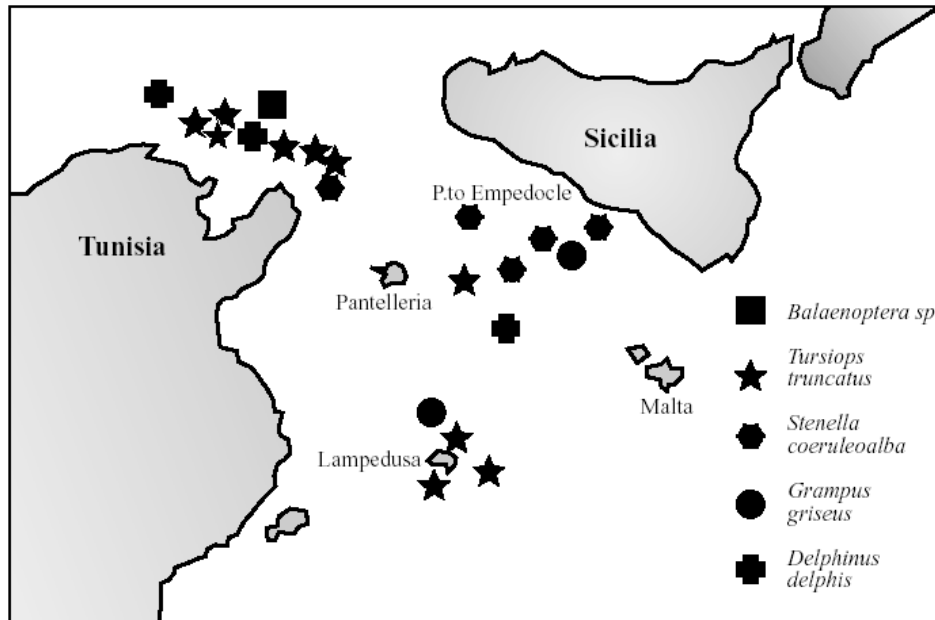 Sicilia
P.to Empedocle
Tunisia
Pantelleria
Malta
Lampedusa
Balaenoptera sp
Tursiops
truncatus
Stenella
coeruleoalba
Grampus
griseus
Delphinus
delphis